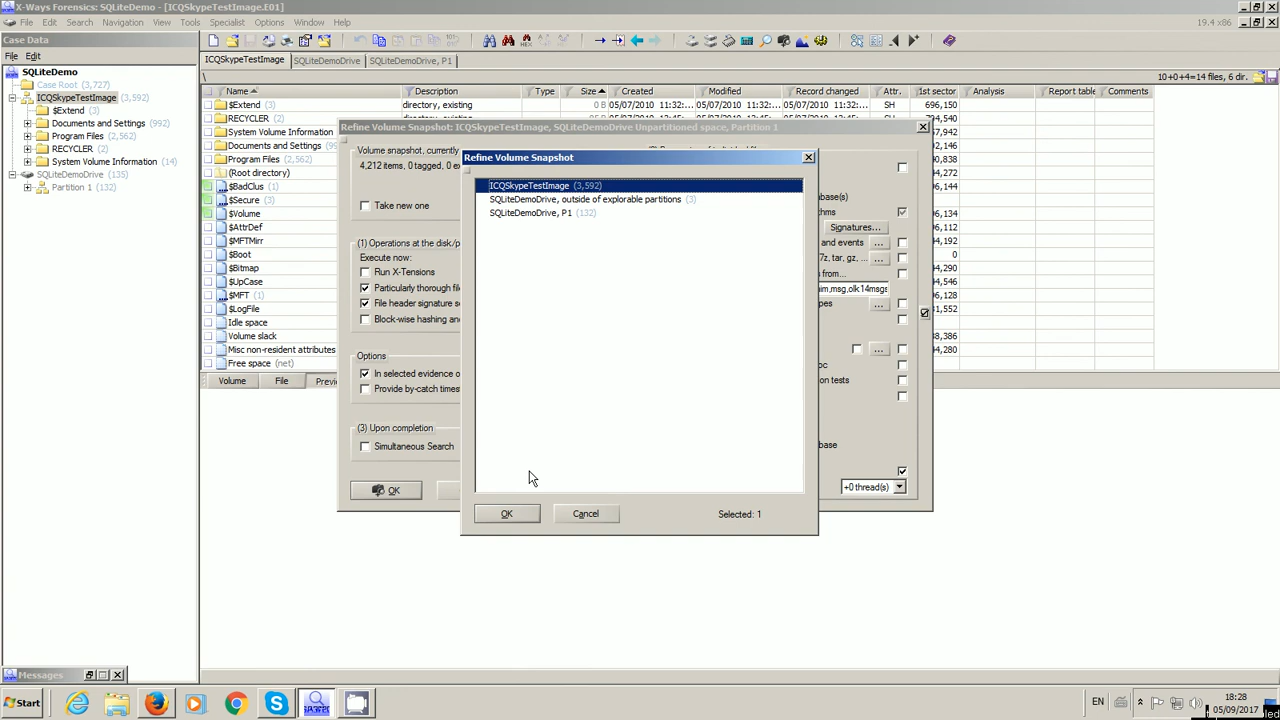 X-Ways Forensics: SQLiteDemo - [ICQSkypeTestImage.E01]
File Edit Search Navigation View Tools Specialist Options Window Help
19.4 x86
Case Data
File Edit
SQLiteDemo
Case Root (3,727)
ICQSkypeTestImage (3,592)
$Extend (3)
Documents and Settings (992)
Program Files (2,562)
RECYCLER (2)
System Volume Information (14)
SQLiteDemoDrive (135)
Partition 1 (132)
Messages
ICQSkypeTestImage SQLiteDemoDrive SQLiteDemoDrive, P1
\
10+0+4=14 files, 6 dir.
Name Description Type Size Created Modified Record changed Attr. 1st sector Analysis Report table Comments
$Extend (3) directory, existing 0 B 05/07/2010 11:32:... 05/07/2010 11:32:... 05/07/2010 11:32:... SH 696,150
RECYCLER (2)
System Volume Information
Documents and Settings
Program Files (3)
(Root directory)
$BadClus (1)
$Secure (3)
$Volume
$AttrDef
$MFTMirr
$Boot
$Bitmap
$UpCase
$MFT (1)
$LogFile
Idle space
Volume slack
Misc non-resident attributes
Free space (net)
Volume File
Refine Volume Snapshot: ICQSkypeTestImage, SQLiteDemoDrive Unpartitioned space, Partition 1
Volume snapshot, currently
4,212 items, 0 tagged, 0 ex
Take new one
(1) Operations at the disk/p
Execute now:
Run X-Tensions
Particularly thorough file
File header signature se
Block-wise hashing and
Options
In selected evidence o
Provide by-catch times
(3) Upon completion
Simultaneous Search
OK
Signatures...
+0 thread(s)
Refine Volume Snapshot
ICQSkypeTestImage (3,592)
SQLiteDemoDrive, outside of explorable partitions (3)
SQLiteDemoDrive, P1 (132)
OK Cancel Selected: 1
Start
EN
18:28
05/09/2017